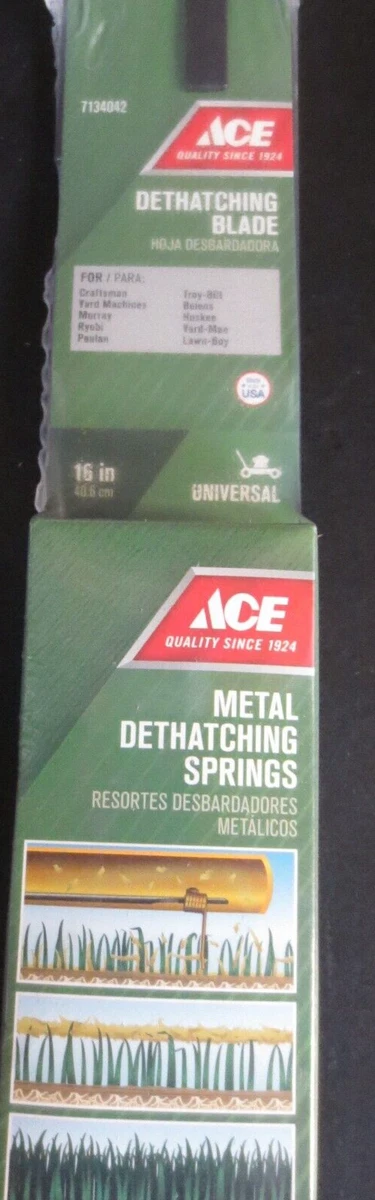 7134042
ACE
QUALITY SINCE 1924
DETHATCHING
BLADE
HOJA DESBARDADORA
FOR / PARA:
Craftsman Troy-Bilt
Yard Machines Bolens
Murray Huskee
Ryobi Yard-Man
Poulan Lawn-Boy
USA
16 in
40.6 cm
UNIVERSAL
ACE
QUALITY SINCE 1924
METAL
DETHATCHING
SPRINGS
RESORTES DESBARDADORES
METÁLICOS